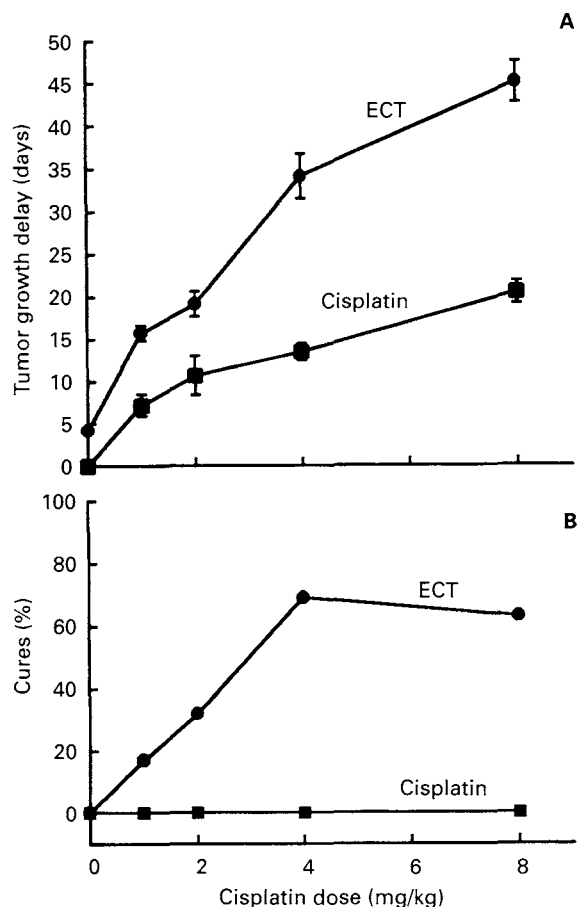 A
50
45
40
35
30
25
20
15
10
5
0
Tumor growth delay (days)
ECT
Cisplatin
B
100
80
60
40
20
0
Cures (%)
ECT
Cisplatin
0 2 4 6 8
Cisplatin dose (mg/kg)